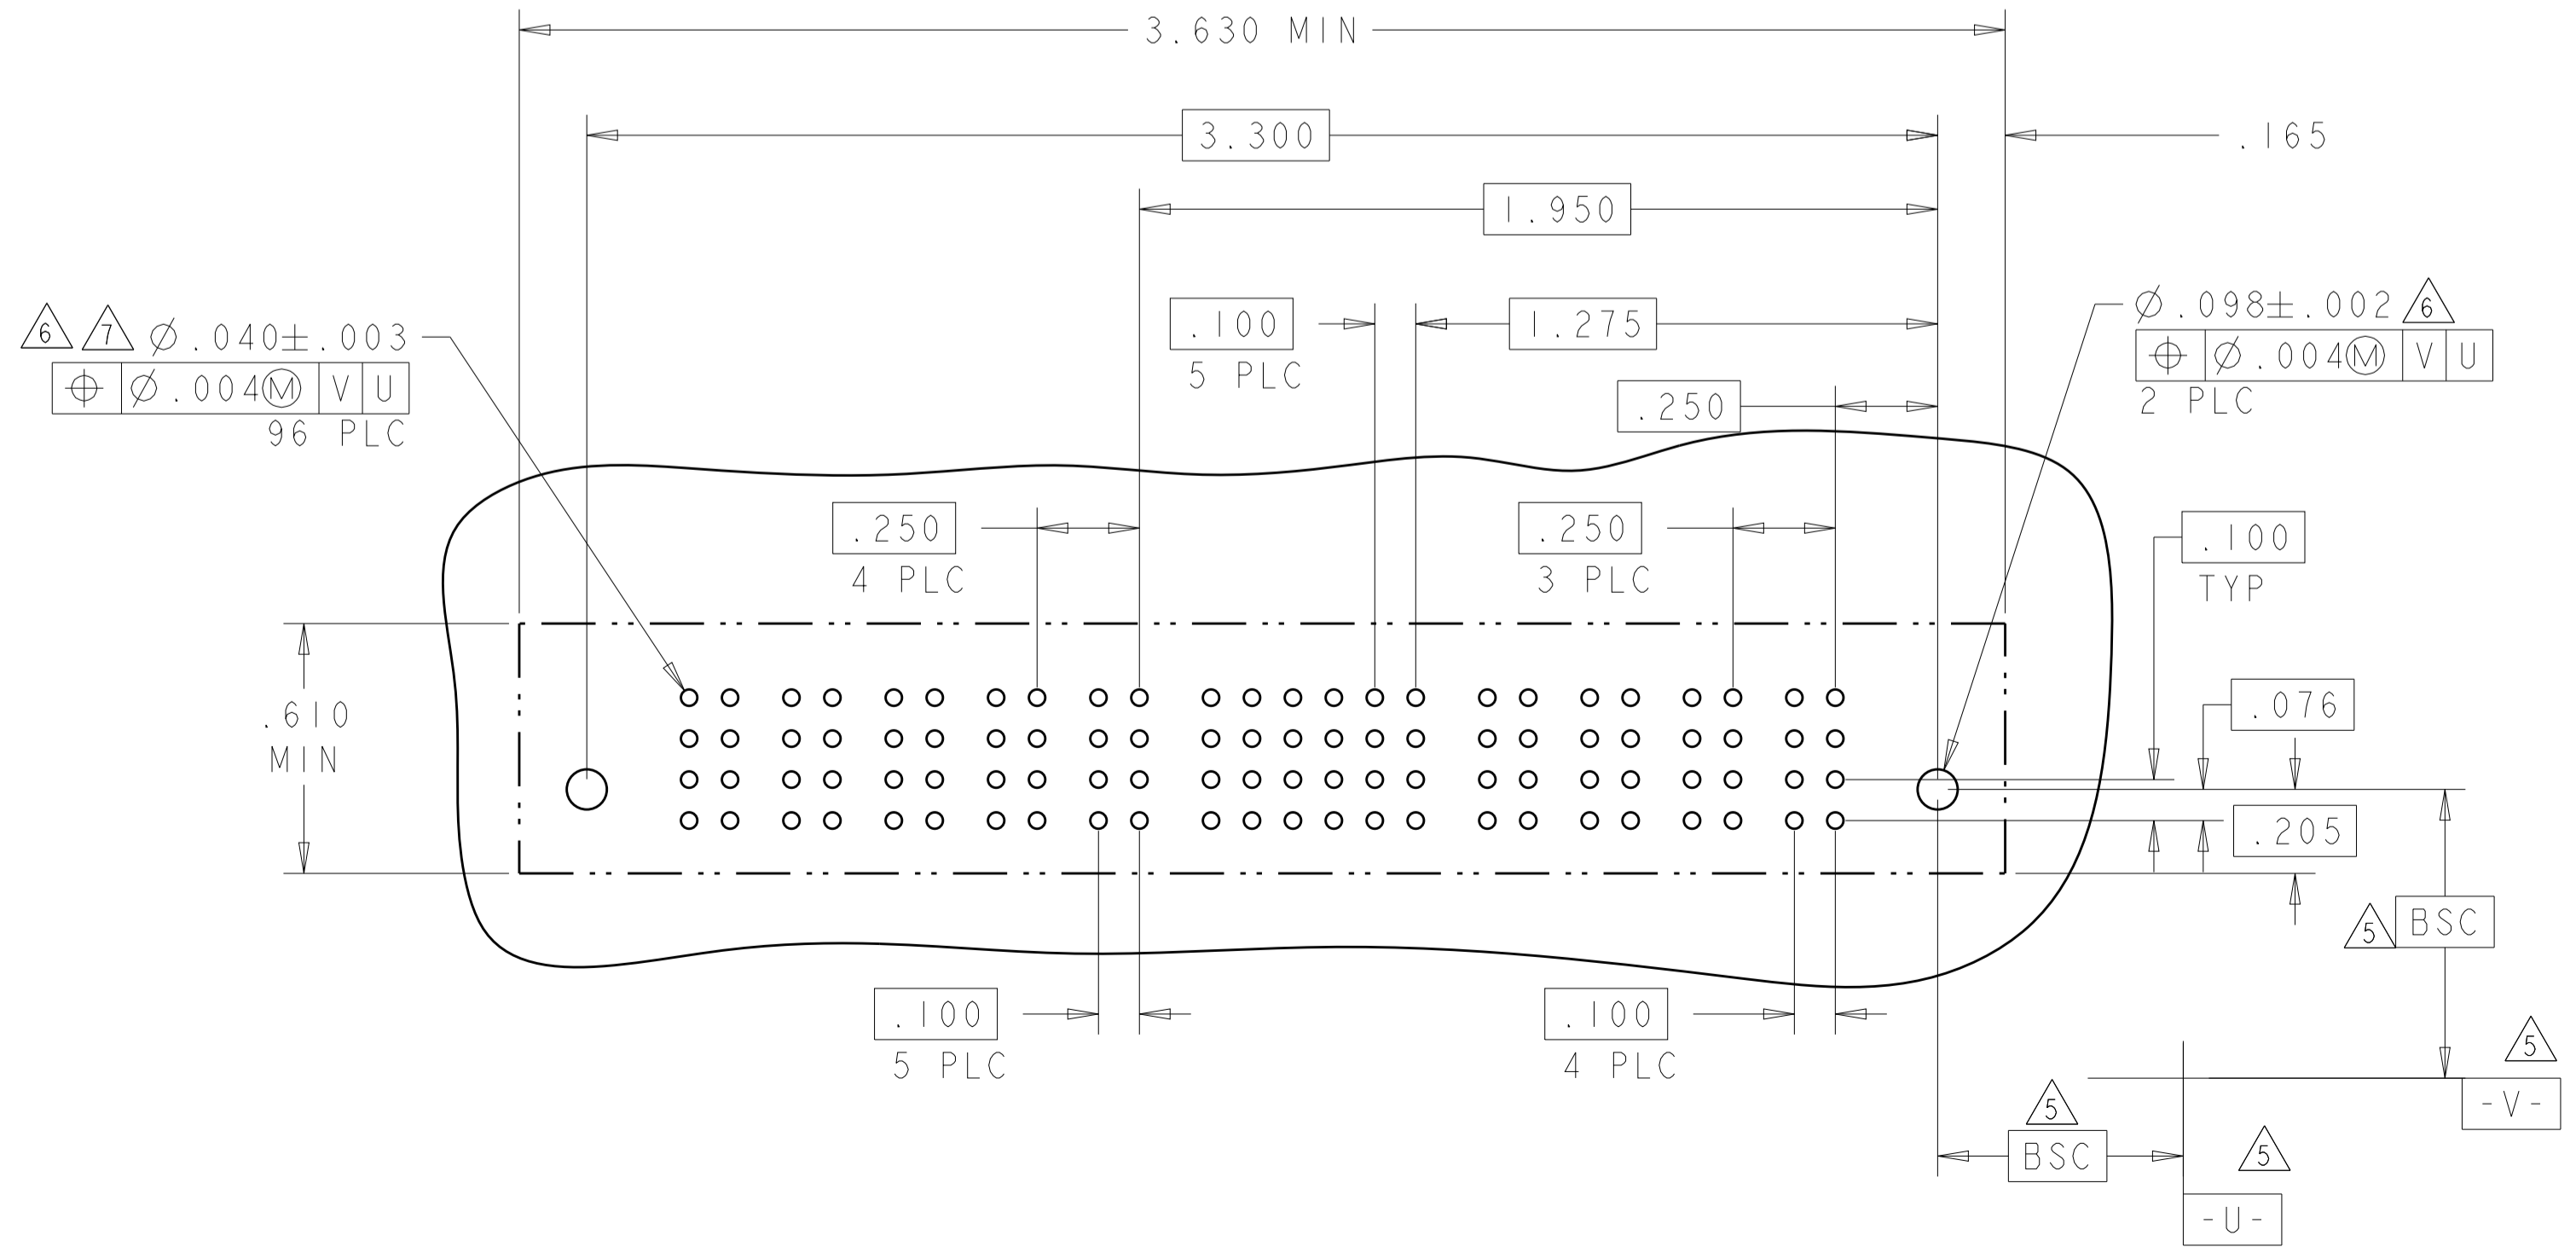 3.630 MIN
3.300
.165
1.950
6 7 Ø.040±.003
⌖ Ø.004Ⓜ V U
96 PLC
.100
5 PLC
1.275
.250
Ø.098±.002 6
⌖ Ø.004Ⓜ V U
2 PLC
.250
4 PLC
.250
3 PLC
.100
TYP
.610
MIN
.076
.205
5 BSC
.100
5 PLC
.100
4 PLC
5
-V-
5
BSC
5
-U-